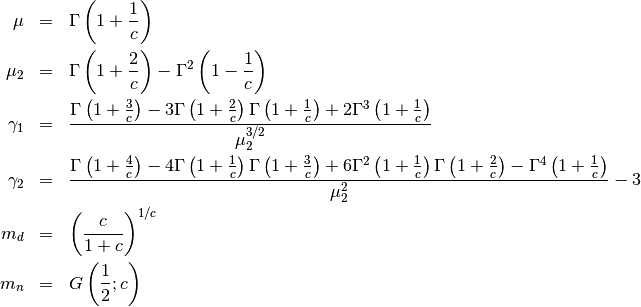 μ = Γ(1 + 1/c)
μ₂ = Γ(1 + 2/c) − Γ²(1 − 1/c)
γ₁ = (Γ(1 + 3/c) − 3Γ(1 + 2/c)Γ(1 + 1/c) + 2Γ³(1 + 1/c)) / μ₂^{3/2}
γ₂ = (Γ(1 + 4/c) − 4Γ(1 + 1/c)Γ(1 + 3/c) + 6Γ²(1 + 1/c)Γ(1 + 2/c) − Γ⁴(1 + 1/c)) / μ₂² − 3
m_d = (c / (1 + c))^{1/c}
m_n = G(1/2; c)